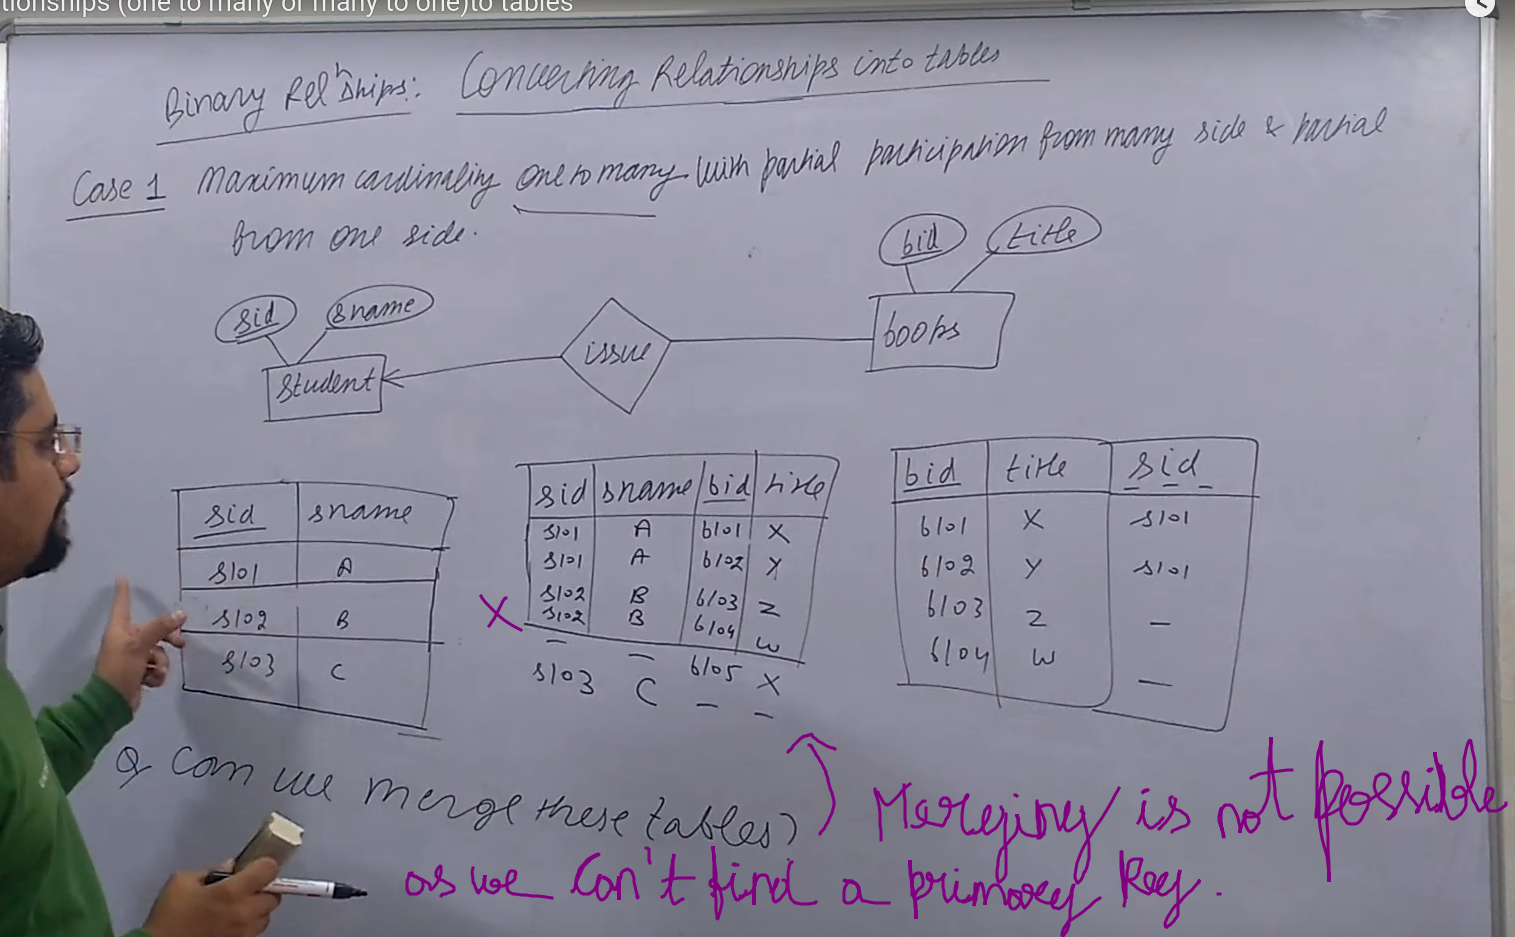 tionships (one to many or many to one)to tables
Binary Rel^nships: Converting Relationships into tables
Case 1 Maximum cardinality one to many with partial participation from many side & partial
from one side.
bid title
sid sname
student issue books
sid sname
s101 A
s102 B
s103 C
sid sname bid title
s101 A b101 X
s101 A b102 Y
s102 B b103 Z
s102 B b104 W
— — b105 X
s103 C — —
X
bid title sid
b101 X s101
b102 Y s101
b103 Z —
b104 W —
Q Can we merge these tables)
Merging is not possible
as we can't find a primary key.